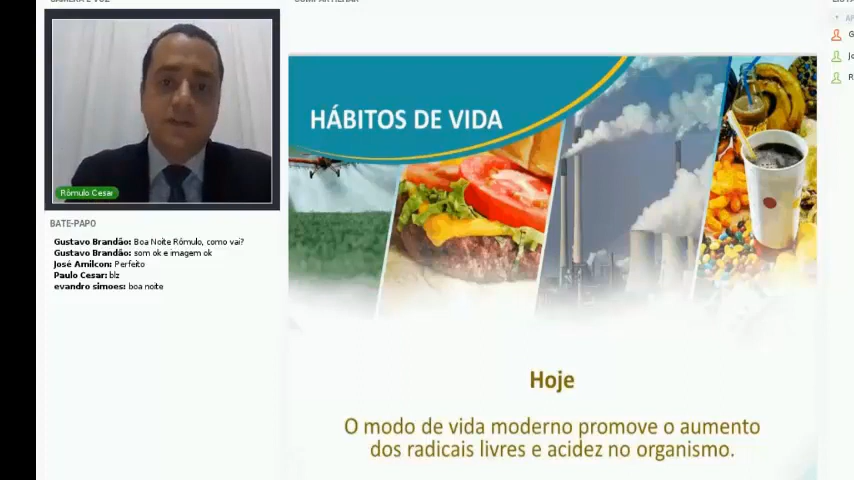 Rômulo Cesar
BATE-PAPO
Gustavo Brandão: Boa Noite Rômulo, como vai?
Gustavo Brandão: som ok e imagem ok
José Amilcon: Perfeito
Paulo Cesar: blz
evandro simoes: boa noite
HÁBITOS DE VIDA
Hoje
O modo de vida moderno promove o aumento
dos radicais livres e acidez no organismo.
G
Jo
R